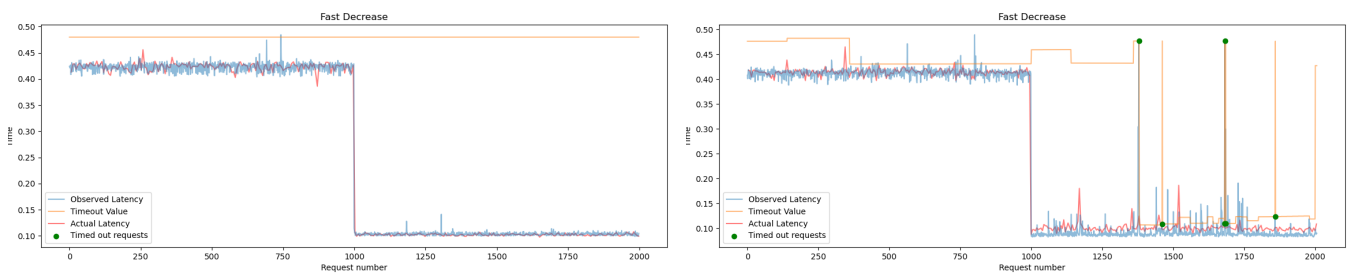 Fast Decrease
0.50
0.45
0.40
0.35
0.30
0.25
0.20
0.15
0.10
Observed Latency
Timeout Value
Actual Latency
Timed out requests
0 250 500 750 1000 1250 1500 1750 2000
Request number
Fast Decrease
0.50
0.45
0.40
0.35
0.30
0.25
0.20
0.15
0.10
Time
Observed Latency
Timeout Value
Actual Latency
Timed out requests
0 250 500 750 1000 1250 1500 1750 2000
Request number